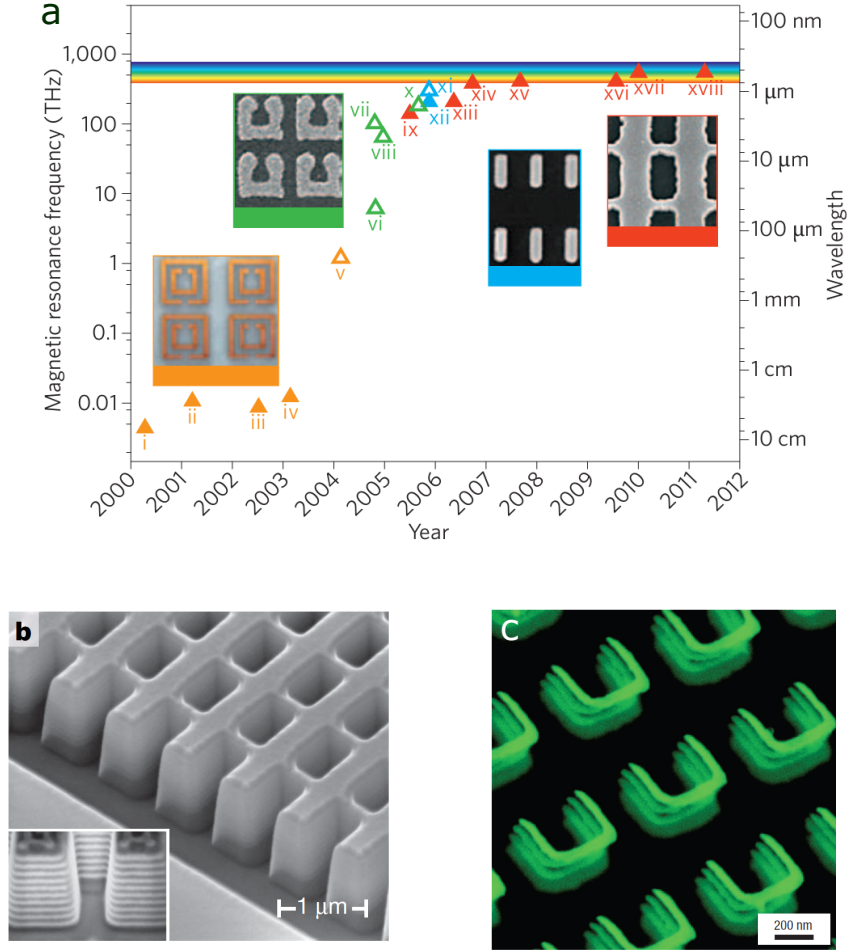 a
Magnetic resonance frequency (THz)
1,000
100
10
1
0.1
0.01
100 nm
1 μm
10 μm
100 μm
1 mm
1 cm
10 cm
Wavelength
i
ii
iii
iv
v
vi
vii
viii
ix
x
xi
xii
xiii
xiv
xv
xvi
xvii
xviii
2000
2001
2002
2003
2004
2005
2006
2007
2008
2009
2010
2011
2012
Year
b
1 μm
C
200 nm